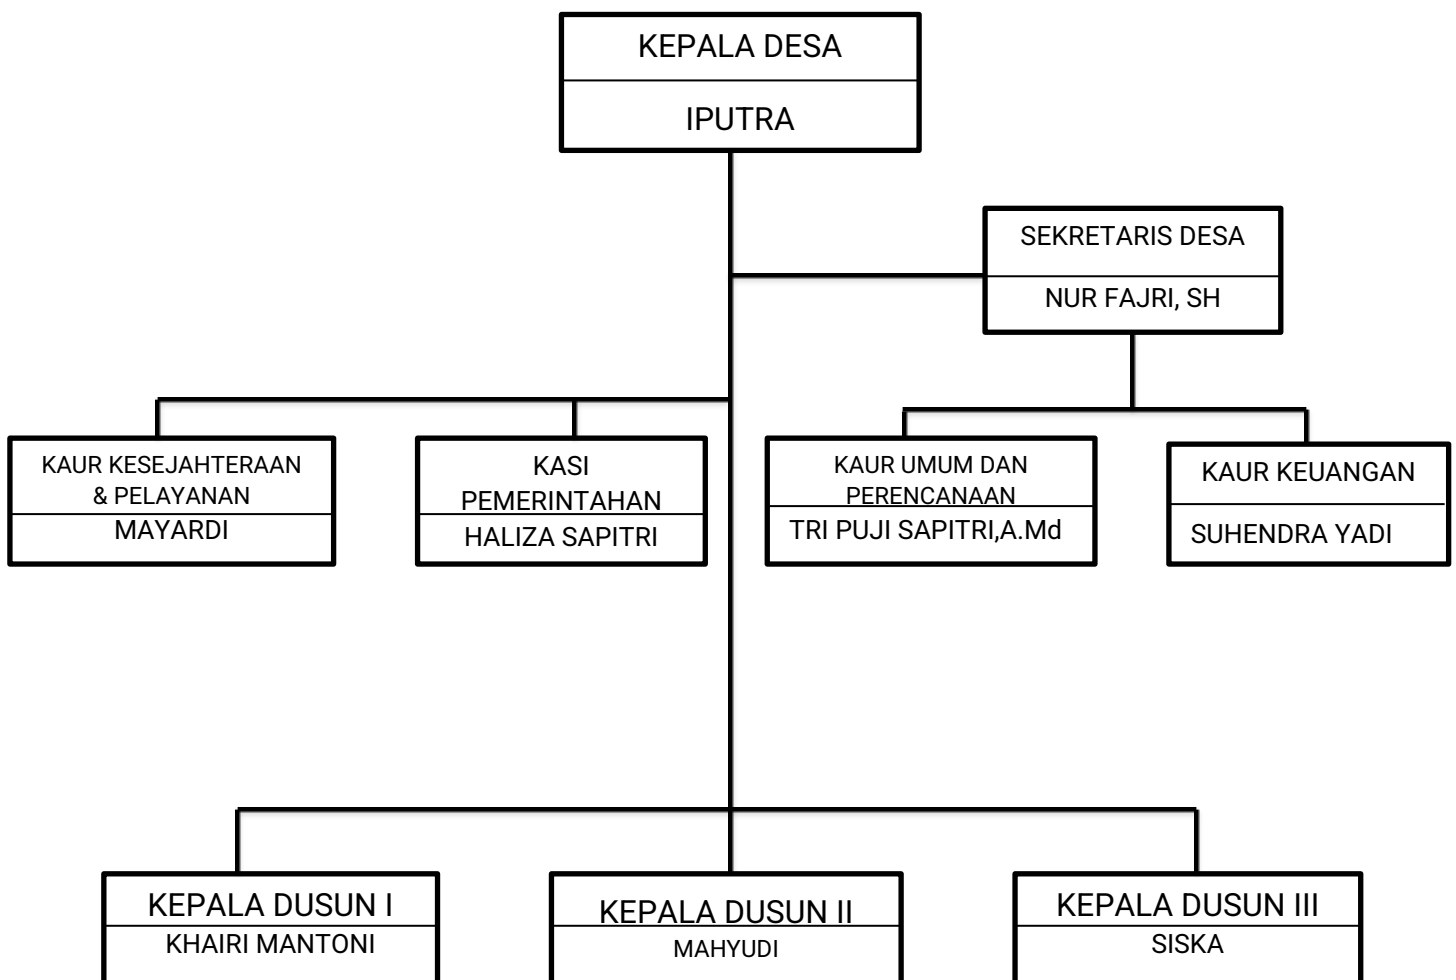 KEPALA DESA
IPUTRA
SEKRETARIS DESA
NUR FAJRI, SH
KAUR KESEJAHTERAAN
& PELAYANAN
MAYARDI
KASI
PEMERINTAHAN
HALIZA SAPITRI
KAUR UMUM DAN
PERENCANAAN
TRI PUJI SAPITRI,A.Md
KAUR KEUANGAN
SUHENDRA YADI
KEPALA DUSUN I
KHAIRI MANTONI
KEPALA DUSUN II
MAHYUDI
KEPALA DUSUN III
SISKA